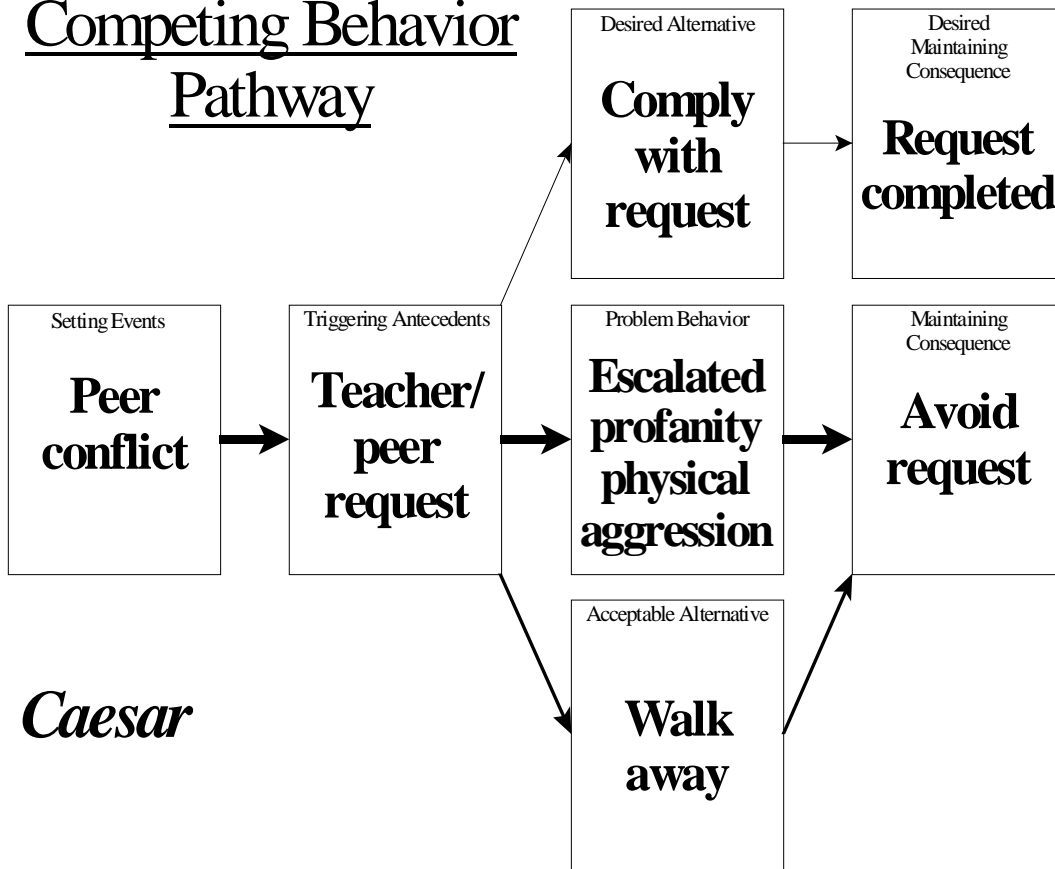 Competing Behavior
Pathway
Desired Alternative
Comply
with
request
Desired
Maintaining
Consequence
Request
completed
Setting Events
Peer
conflict
Triggering Antecedents
Teacher/
peer
request
Problem Behavior
Escalated
profanity
physical
aggression
Maintaining
Consequence
Avoid
request
Acceptable Alternative
Walk
away
Caesar